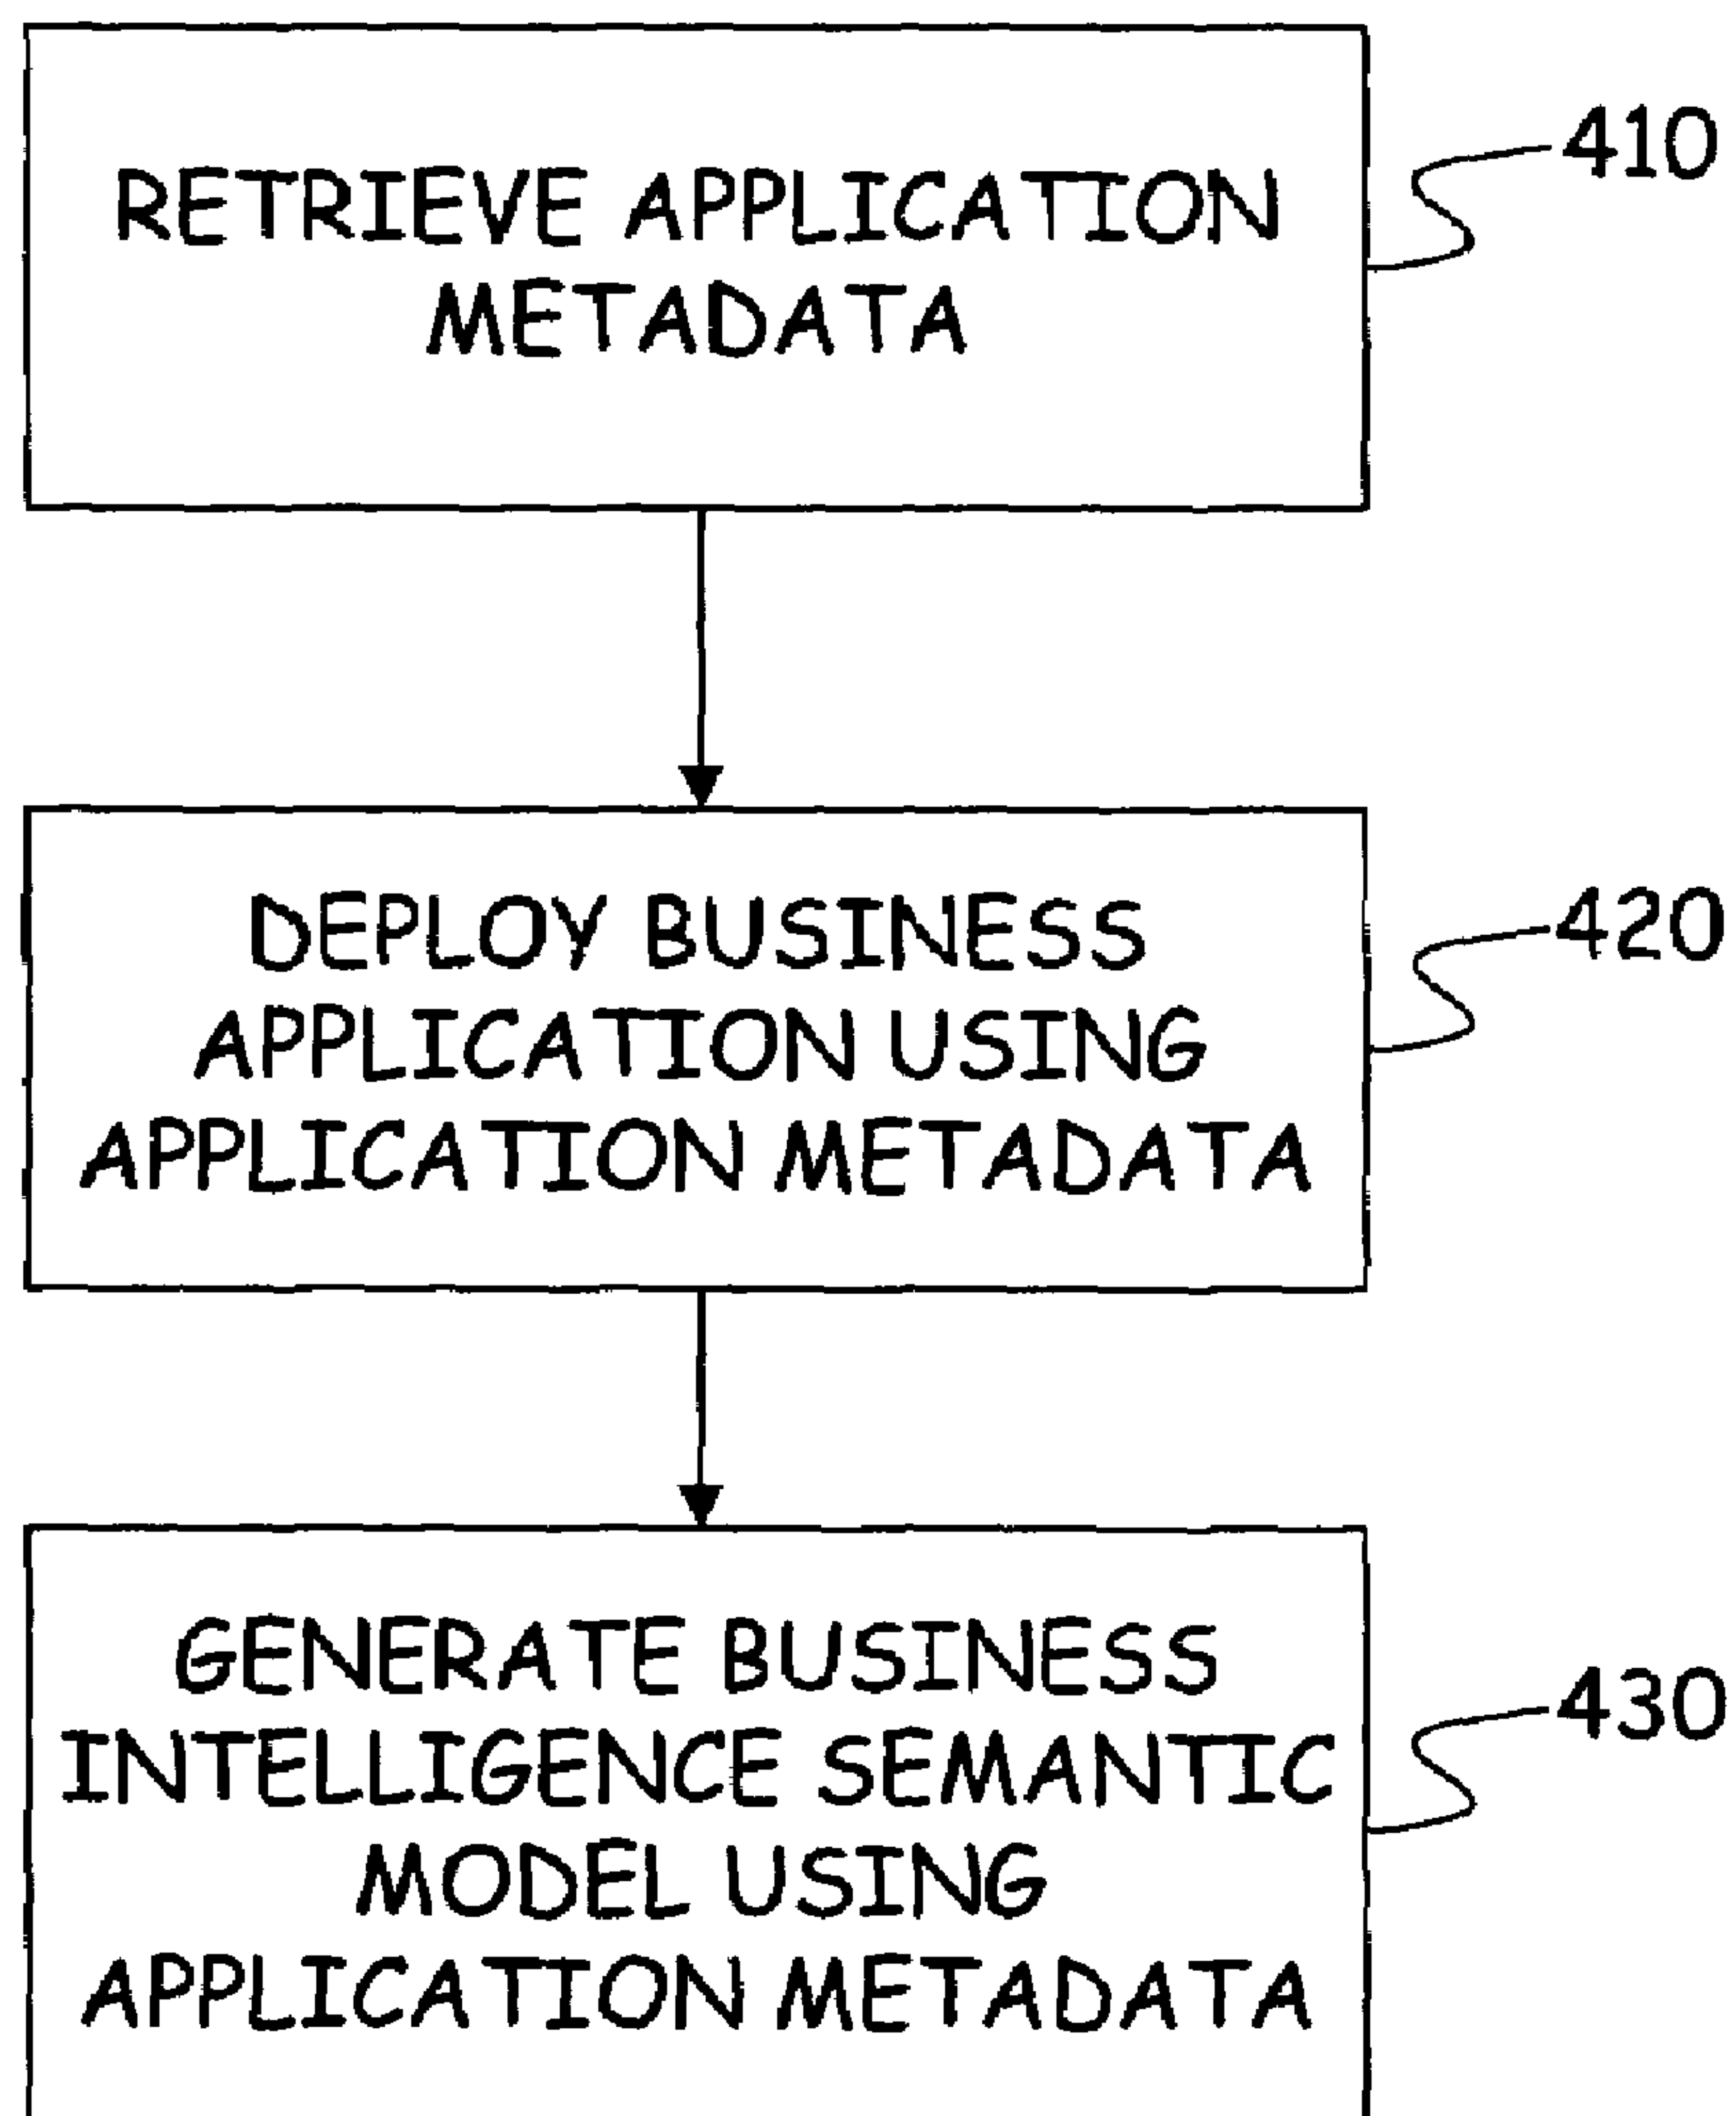 RETRIEVE APPLICATION
METADATA
410
DEPLOY BUSINESS
APPLICATION USING
APPLICATION METADATA
420
GENERATE BUSINESS
INTELLIGENCE SEMANTIC
MODEL USING
APPLICATION METADATA
430